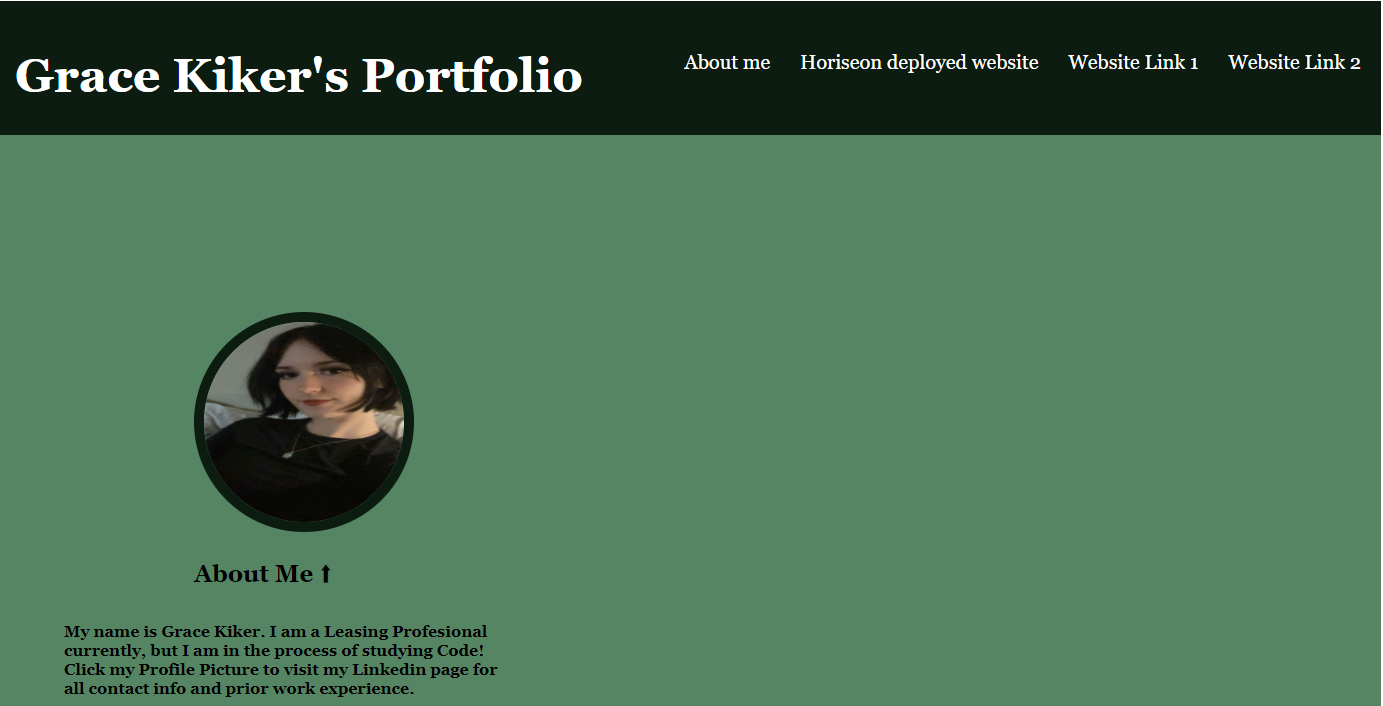 Grace Kiker's Portfolio
About me Horiseon deployed website Website Link 1 Website Link 2
About Me ⬆
My name is Grace Kiker. I am a Leasing Profesional
currently, but I am in the process of studying Code!
Click my Profile Picture to visit my Linkedin page for
all contact info and prior work experience.